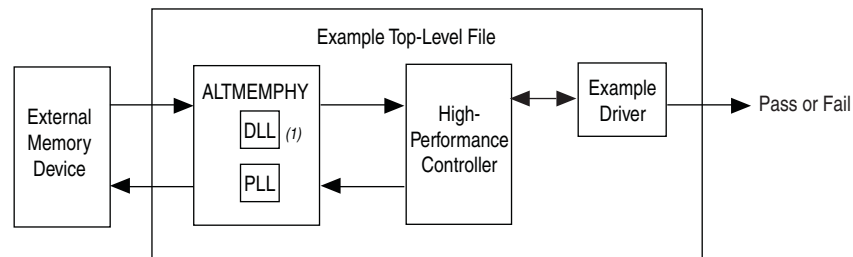 Example Top-Level File
External
Memory
Device
ALTMEMPHY
DLL (1)
PLL
High-
Performance
Controller
Example
Driver
Pass or Fail